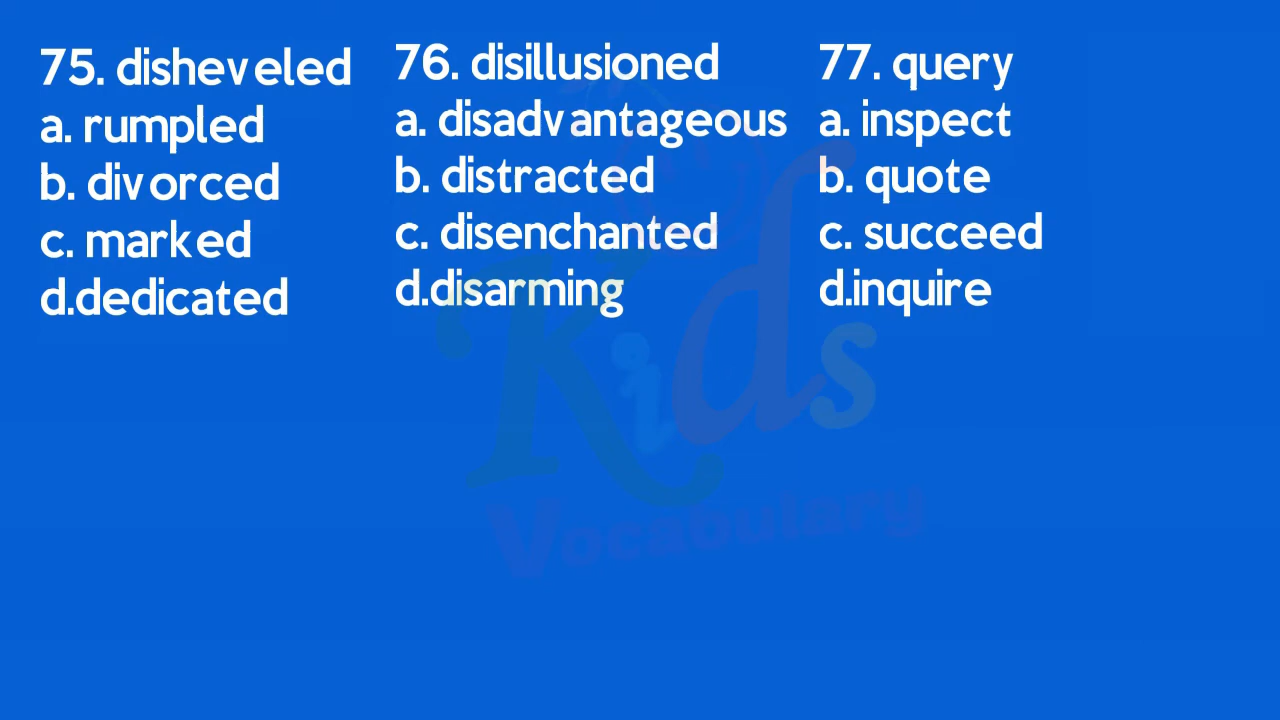 75. disheveled
a. rumpled
b. divorced
c. marked
d.dedicated
76. disillusioned
a. disadvantageous
b. distracted
c. disenchanted
d.disarming
77. query
a. inspect
b. quote
c. succeed
d.inquire
Kids
Vocabulary